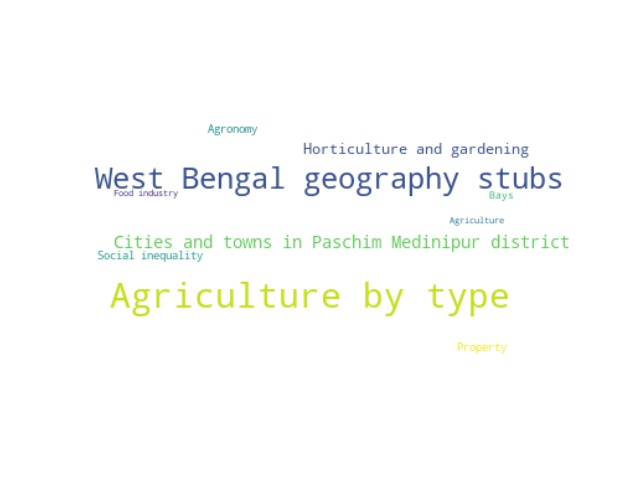 Agronomy
Horticulture and gardening
West Bengal geography stubs
Food industry
Bays
Agriculture
Cities and towns in Paschim Medinipur district
Social inequality
Agriculture by type
Property